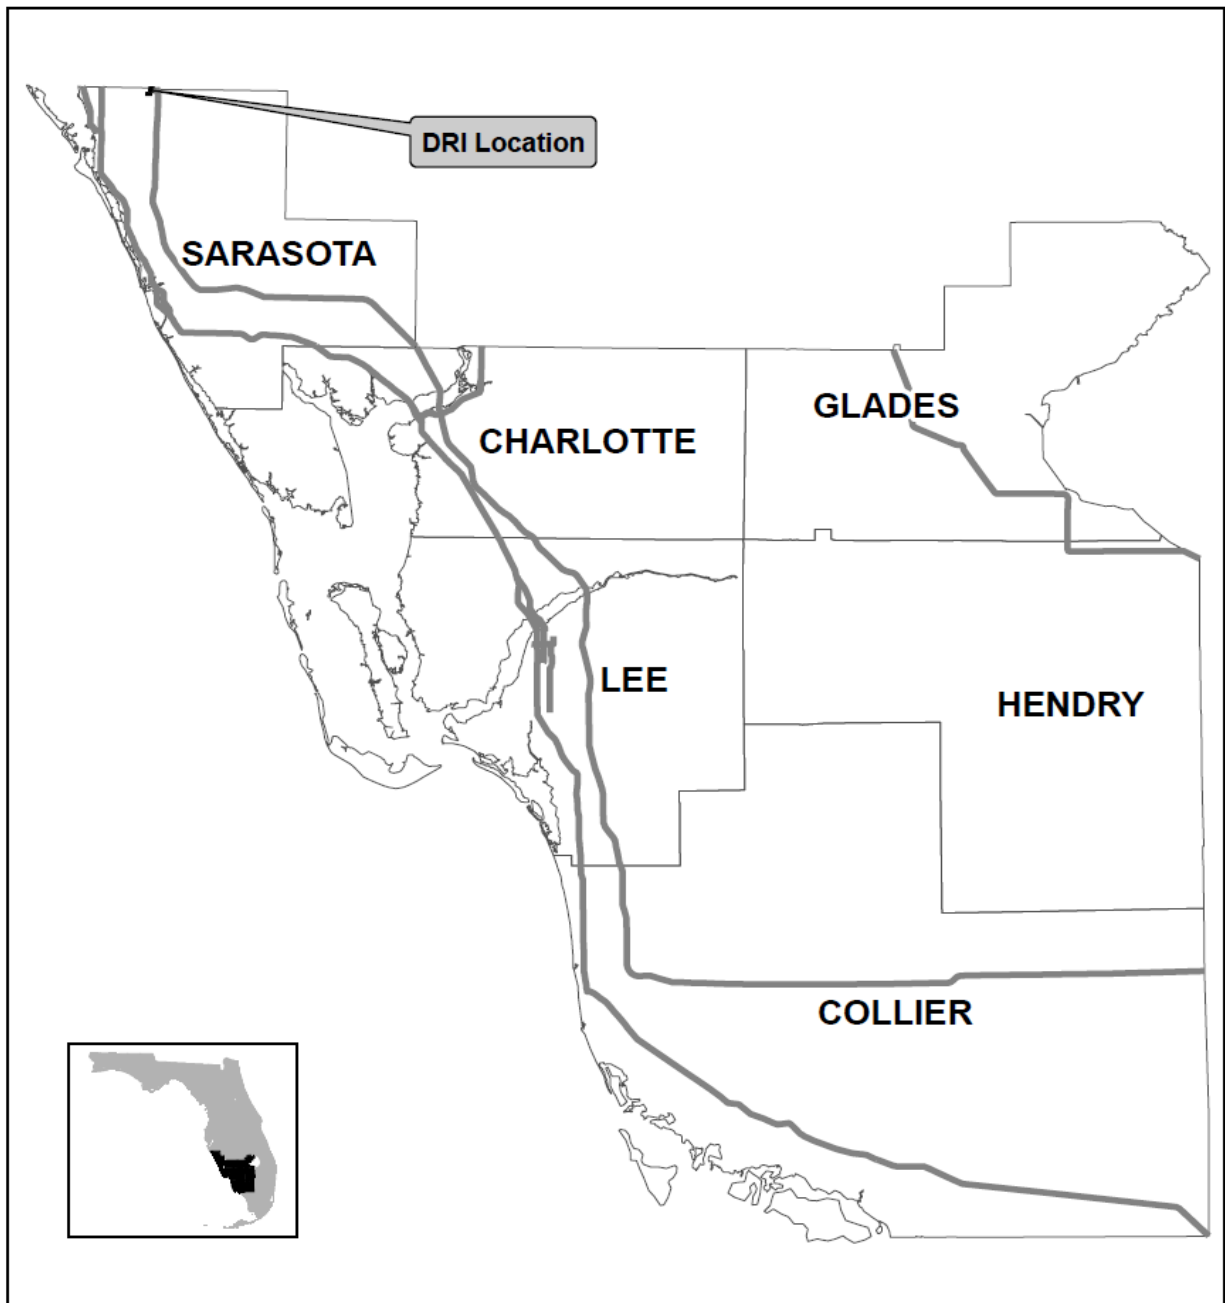 DRI Location
SARASOTA
GLADES
CHARLOTTE
LEE
HENDRY
COLLIER